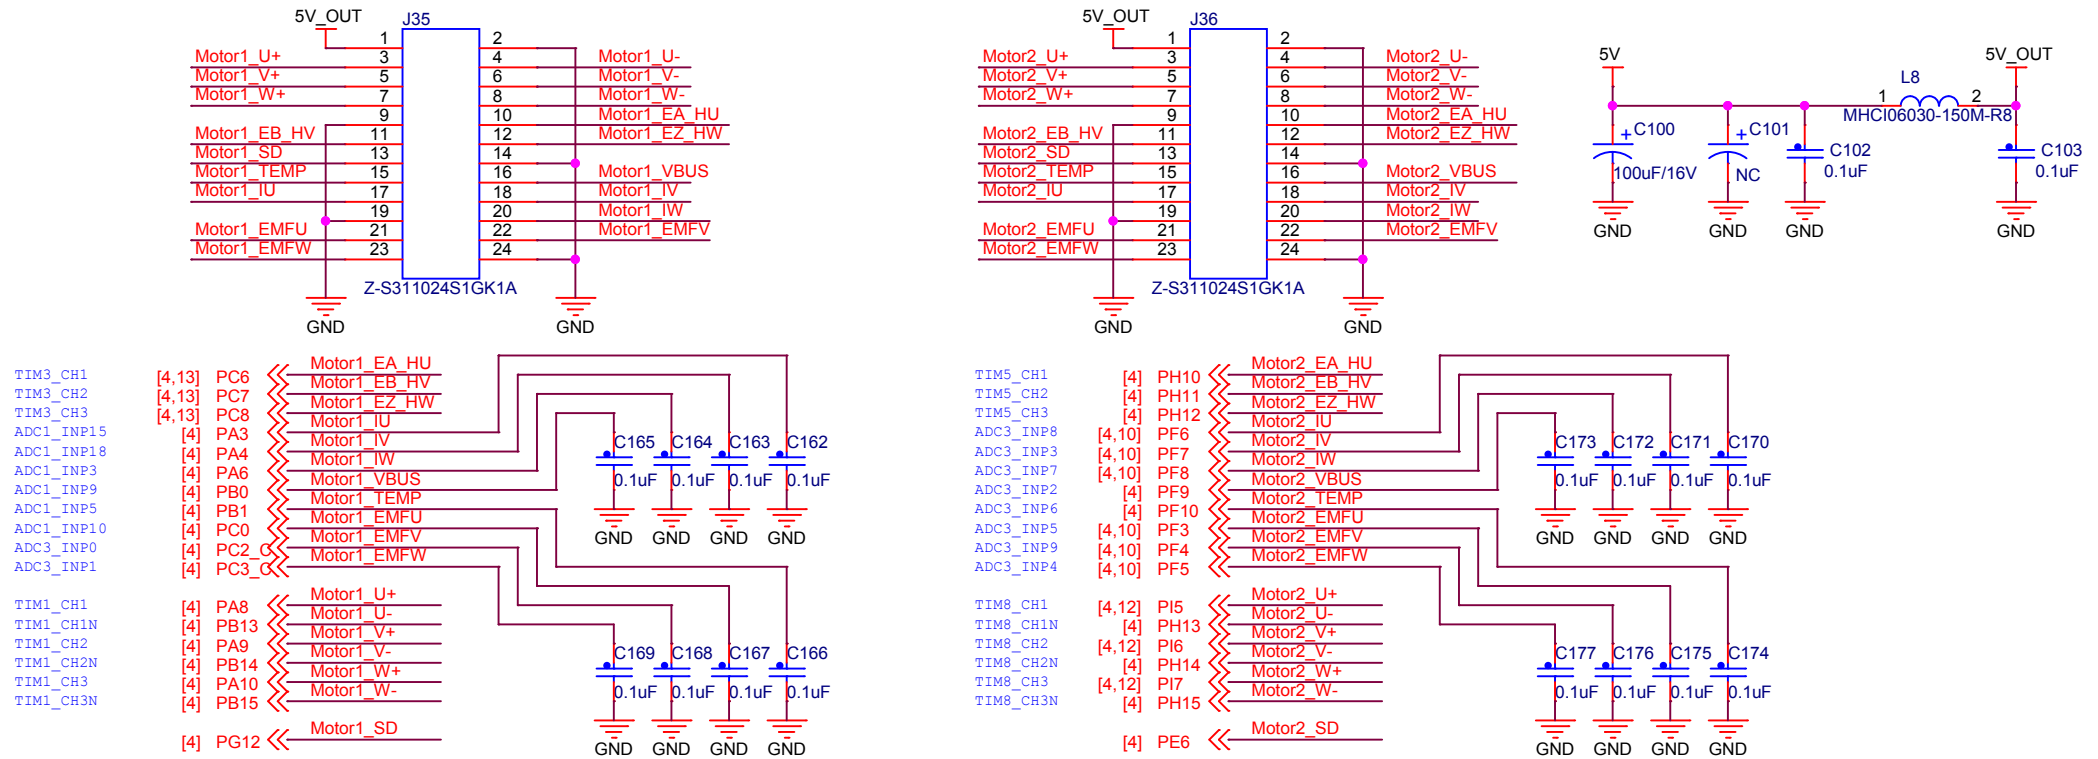 5V_OUT
J35
1
2
Motor1_U+
3
4
Motor1_U-
Motor1_V+
5
6
Motor1_V-
Motor1_W+
7
8
Motor1_W-
9
10
Motor1_EA_HU
Motor1_EB_HV
11
12
Motor1_EZ_HW
Motor1_SD
13
14
Motor1_TEMP
15
16
Motor1_VBUS
Motor1_IU
17
18
Motor1_IV
19
20
Motor1_IW
Motor1_EMFU
21
22
Motor1_EMFV
Motor1_EMFW
23
24
Z-S311024S1GK1A
GND
GND
5V_OUT
J36
1
2
Motor2_U+
3
4
Motor2_U-
Motor2_V+
5
6
Motor2_V-
Motor2_W+
7
8
Motor2_W-
9
10
Motor2_EA_HU
Motor2_EB_HV
11
12
Motor2_EZ_HW
Motor2_SD
13
14
Motor2_TEMP
15
16
Motor2_VBUS
Motor2_IU
17
18
Motor2_IV
19
20
Motor2_IW
Motor2_EMFU
21
22
Motor2_EMFV
Motor2_EMFW
23
24
Z-S311024S1GK1A
GND
GND
5V
5V_OUT
L8
1
2
MHCI06030-150M-R8
C100
100uF/16V
C101
NC
C102
0.1uF
C103
0.1uF
GND
GND
GND
GND
TIM3_CH1 [4,13] PC6 Motor1_EA_HU
TIM3_CH2 [4,13] PC7 Motor1_EB_HV
TIM3_CH3 [4,13] PC8 Motor1_EZ_HW
ADC1_INP15 [4] PA3 Motor1_IU
ADC1_INP18 [4] PA4 Motor1_IV
ADC1_INP3 [4] PA6 Motor1_IW
ADC1_INP9 [4] PB0 Motor1_VBUS
ADC1_INP5 [4] PB1 Motor1_TEMP
ADC1_INP10 [4] PC0 Motor1_EMFU
ADC3_INP0 [4] PC2_C Motor1_EMFV
ADC3_INP1 [4] PC3_C Motor1_EMFW
TIM1_CH1 [4] PA8 Motor1_U+
TIM1_CH1N [4] PB13 Motor1_U-
TIM1_CH2 [4] PA9 Motor1_V+
TIM1_CH2N [4] PB14 Motor1_V-
TIM1_CH3 [4] PA10 Motor1_W+
TIM1_CH3N [4] PB15 Motor1_W-
[4] PG12 Motor1_SD
C165 C164 C163 C162
0.1uF 0.1uF 0.1uF 0.1uF
GND GND GND GND
C169 C168 C167 C166
0.1uF 0.1uF 0.1uF 0.1uF
GND GND GND GND
TIM5_CH1 [4] PH10 Motor2_EA_HU
TIM5_CH2 [4] PH11 Motor2_EB_HV
TIM5_CH3 [4] PH12 Motor2_EZ_HW
ADC3_INP8 [4,10] PF6 Motor2_IU
ADC3_INP3 [4,10] PF7 Motor2_IV
ADC3_INP7 [4,10] PF8 Motor2_IW
ADC3_INP2 [4] PF9 Motor2_VBUS
ADC3_INP6 [4] PF10 Motor2_TEMP
ADC3_INP5 [4,10] PF3 Motor2_EMFU
ADC3_INP9 [4,10] PF4 Motor2_EMFV
ADC3_INP4 [4,10] PF5 Motor2_EMFW
TIM8_CH1 [4,12] PI5 Motor2_U+
TIM8_CH1N [4] PH13 Motor2_U-
TIM8_CH2 [4,12] PI6 Motor2_V+
TIM8_CH2N [4] PH14 Motor2_V-
TIM8_CH3 [4,12] PI7 Motor2_W+
TIM8_CH3N [4] PH15 Motor2_W-
[4] PE6 Motor2_SD
C173 C172 C171 C170
0.1uF 0.1uF 0.1uF 0.1uF
GND GND GND GND
C177 C176 C175 C174
0.1uF 0.1uF 0.1uF 0.1uF
GND GND GND GND